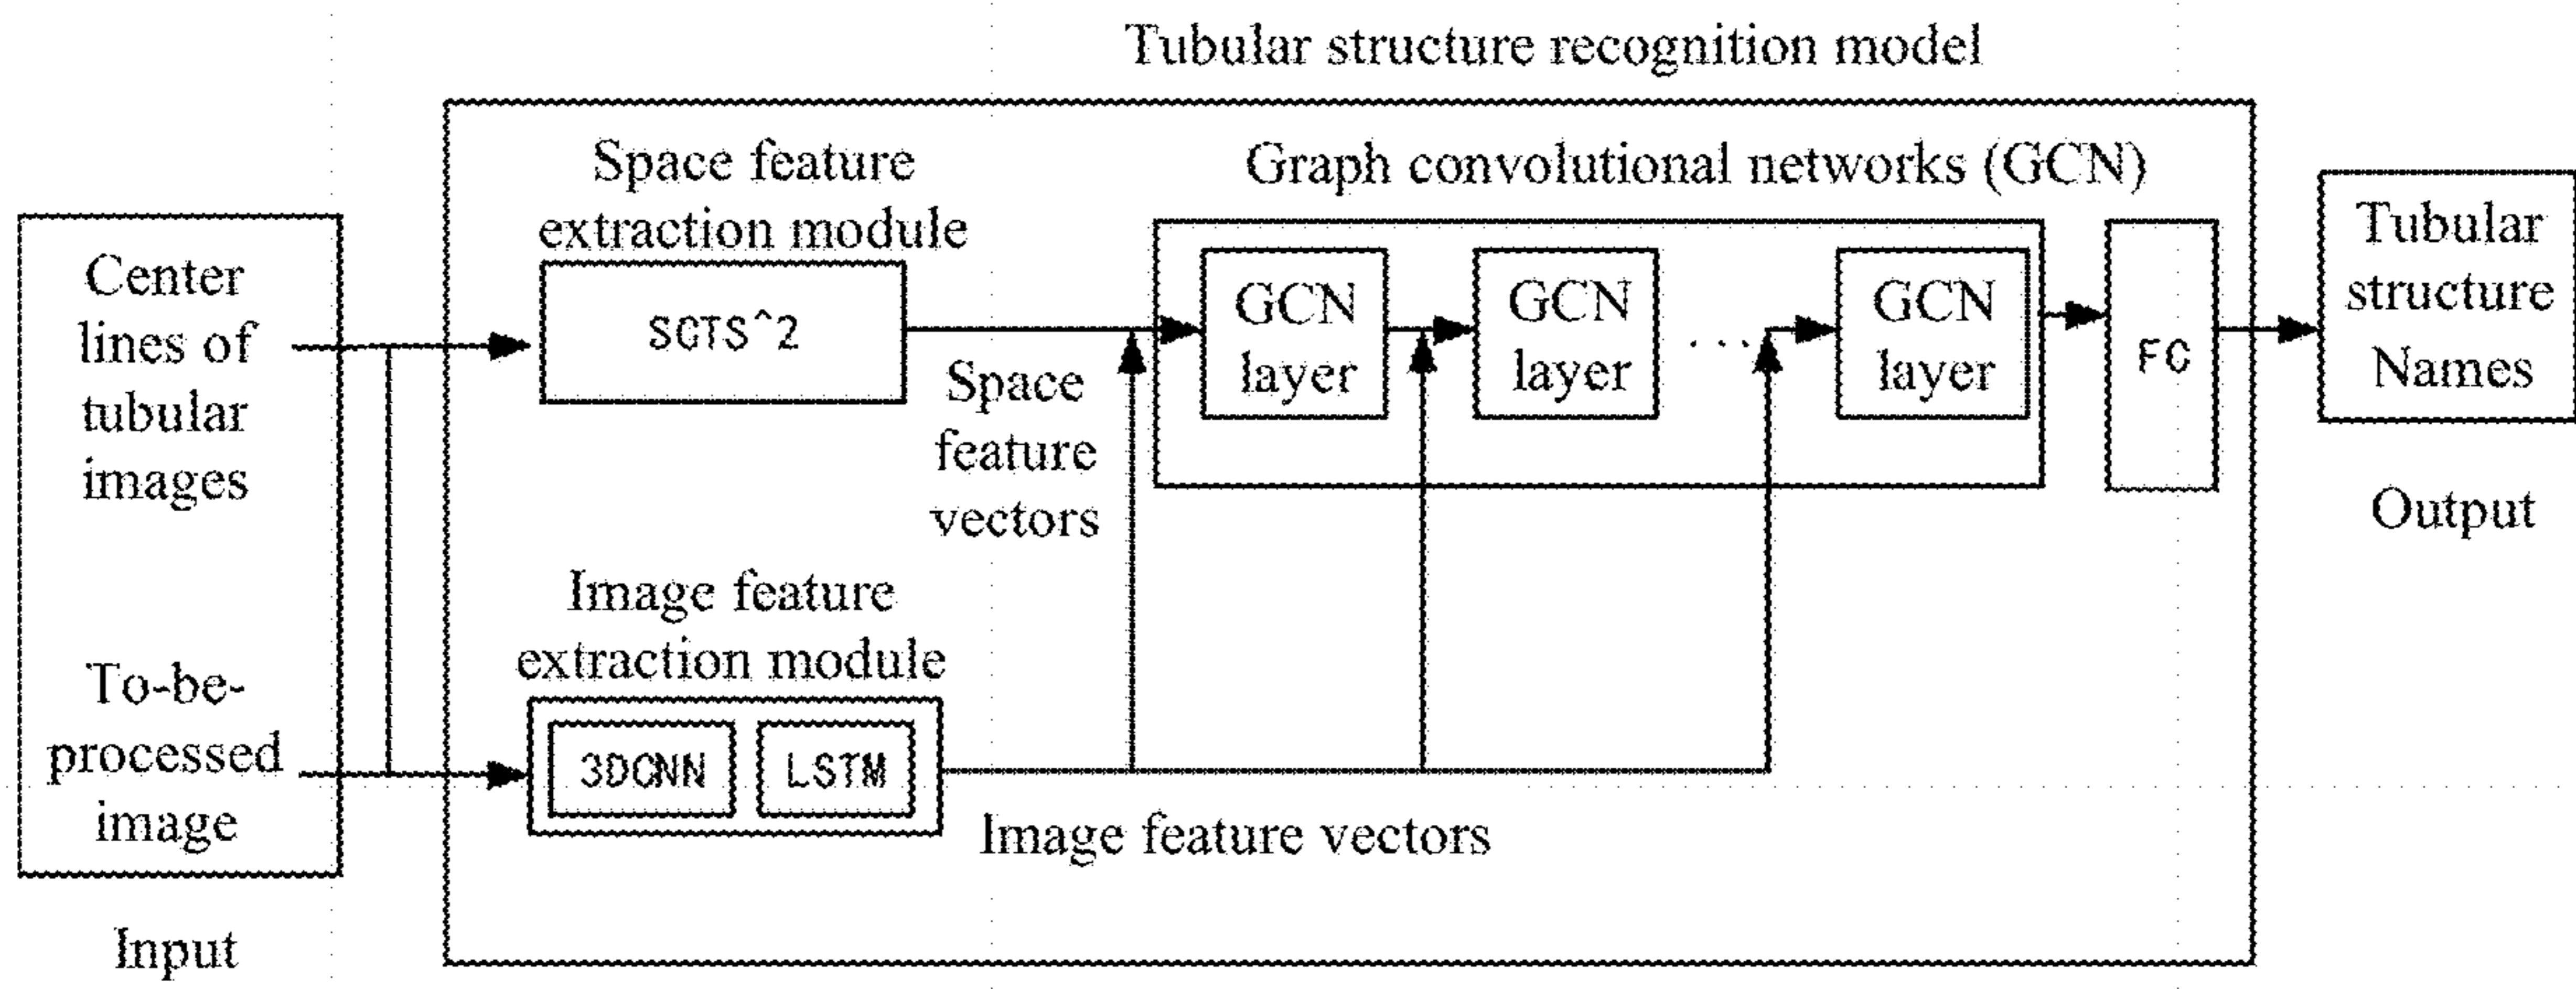 Tubular structure recognition model
Space feature
extraction module
Graph convolutional networks (GCN)
Center
lines of
tubular
images
SCTS^2
Space
feature
vectors
GCN
layer
GCN
layer
...
GCN
layer
FC
Tubular
structure
Names
Output
Image feature
extraction module
To-be-
processed
image
3DCNN
LSTM
Image feature vectors
Input